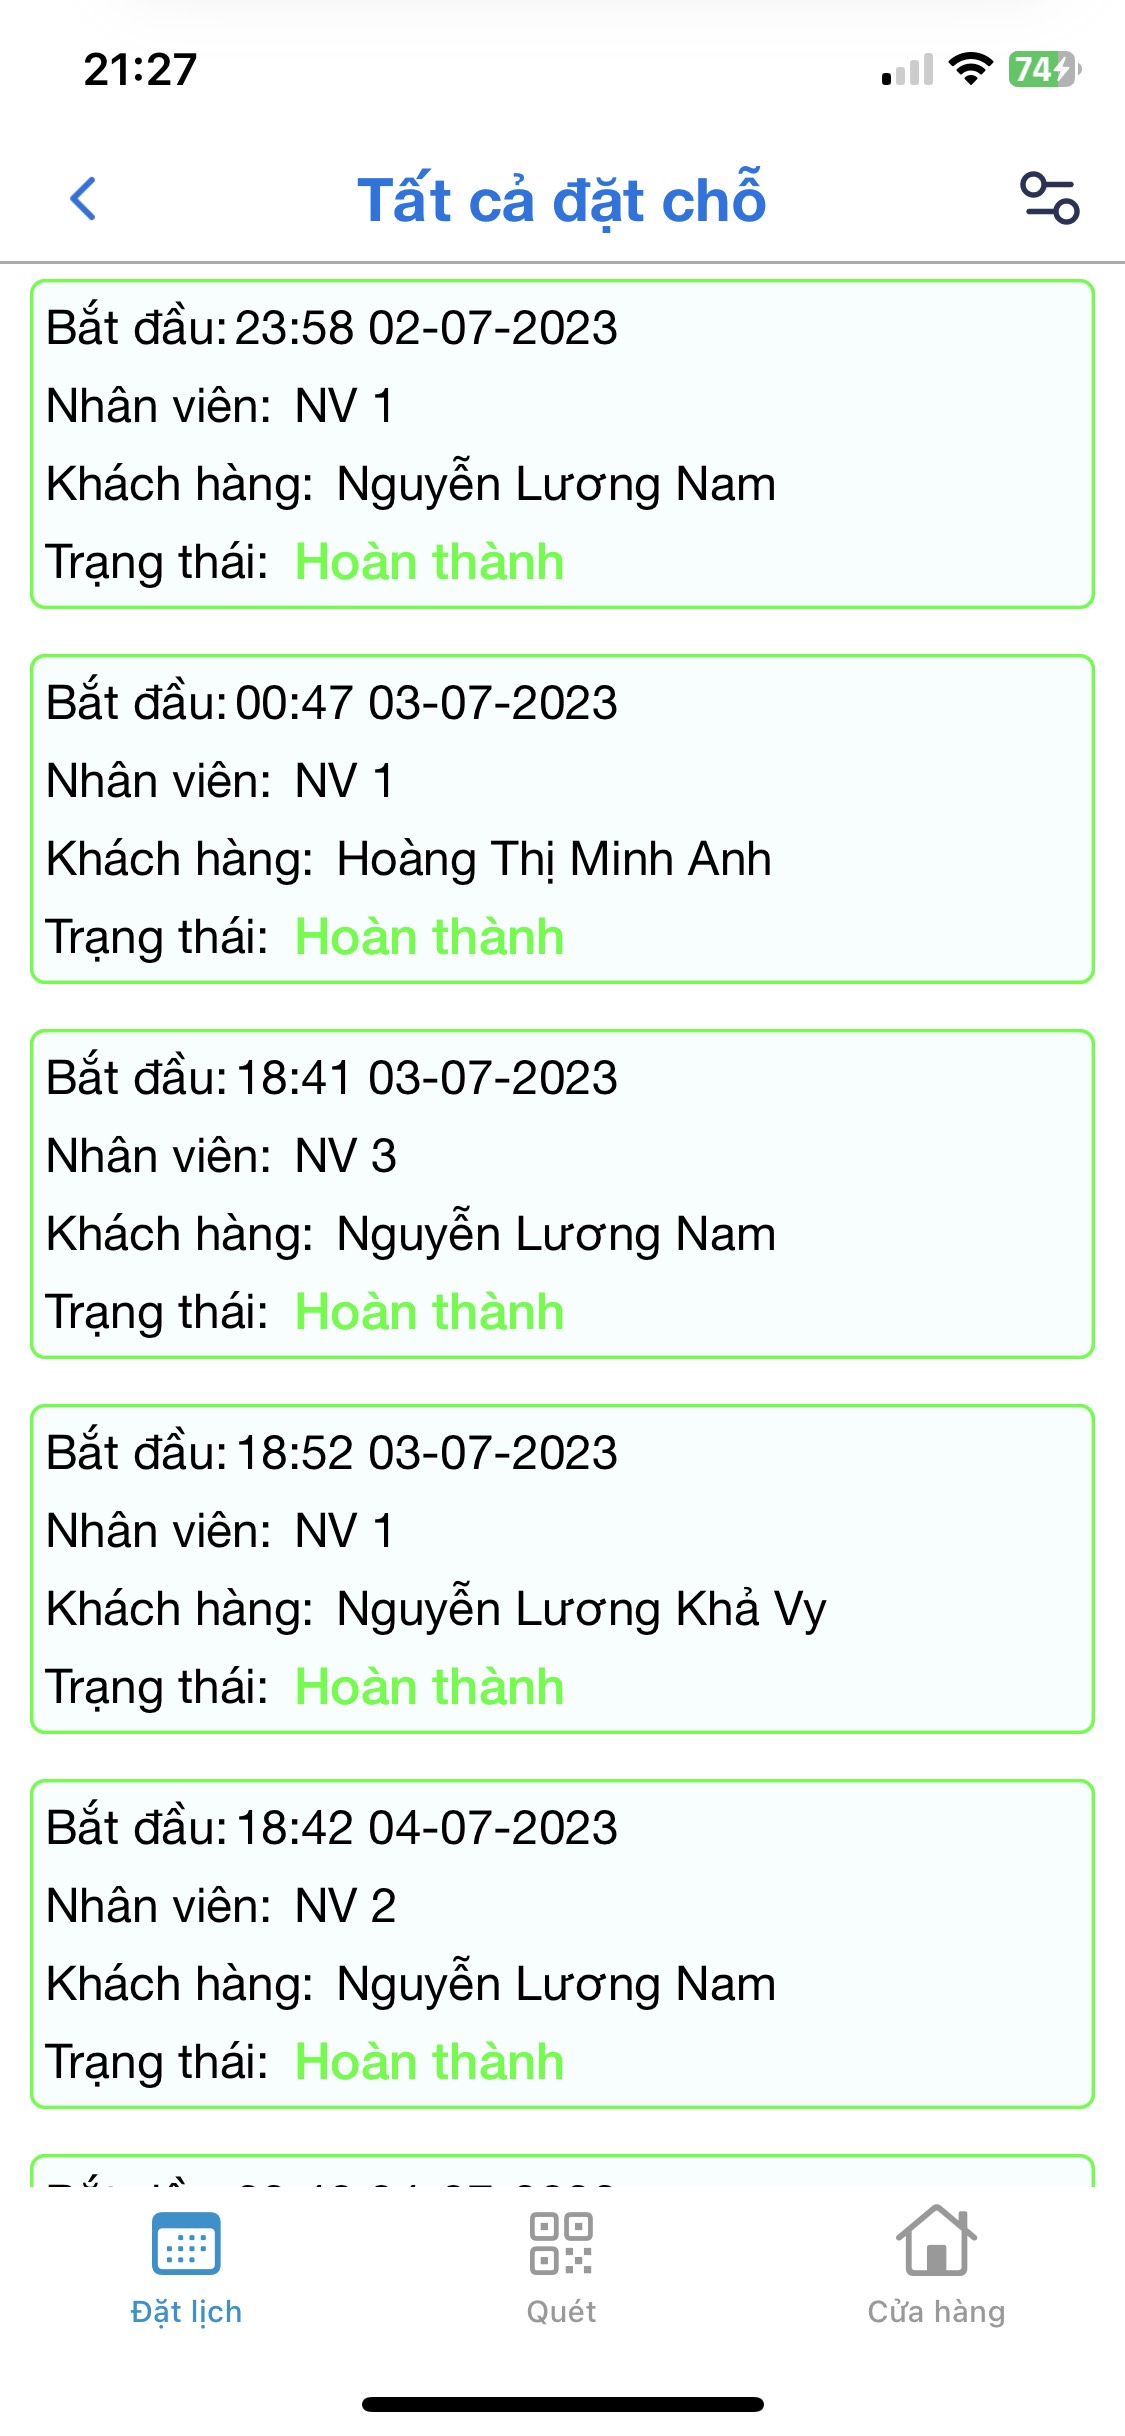 21:27
74
Tất cả đặt chỗ
Bắt đầu: 23:58 02-07-2023
Nhân viên: NV 1
Khách hàng: Nguyễn Lương Nam
Trạng thái: Hoàn thành
Bắt đầu: 00:47 03-07-2023
Nhân viên: NV 1
Khách hàng: Hoàng Thị Minh Anh
Trạng thái: Hoàn thành
Bắt đầu: 18:41 03-07-2023
Nhân viên: NV 3
Khách hàng: Nguyễn Lương Nam
Trạng thái: Hoàn thành
Bắt đầu: 18:52 03-07-2023
Nhân viên: NV 1
Khách hàng: Nguyễn Lương Khả Vy
Trạng thái: Hoàn thành
Bắt đầu: 18:42 04-07-2023
Nhân viên: NV 2
Khách hàng: Nguyễn Lương Nam
Trạng thái: Hoàn thành
Đặt lịch
Quét
Cửa hàng